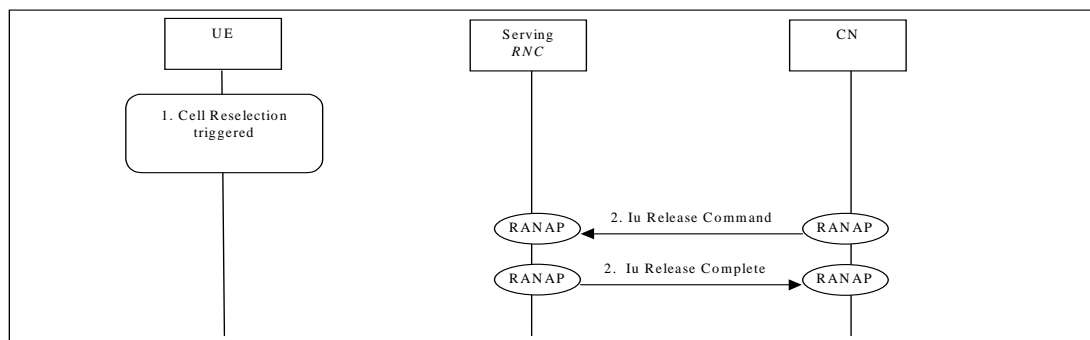 UE
Serving
RNC
CN
1. Cell Reselection
triggered
2. Iu Release Command
RANAP
RANAP
2. Iu Release Complete
RANAP
RANAP